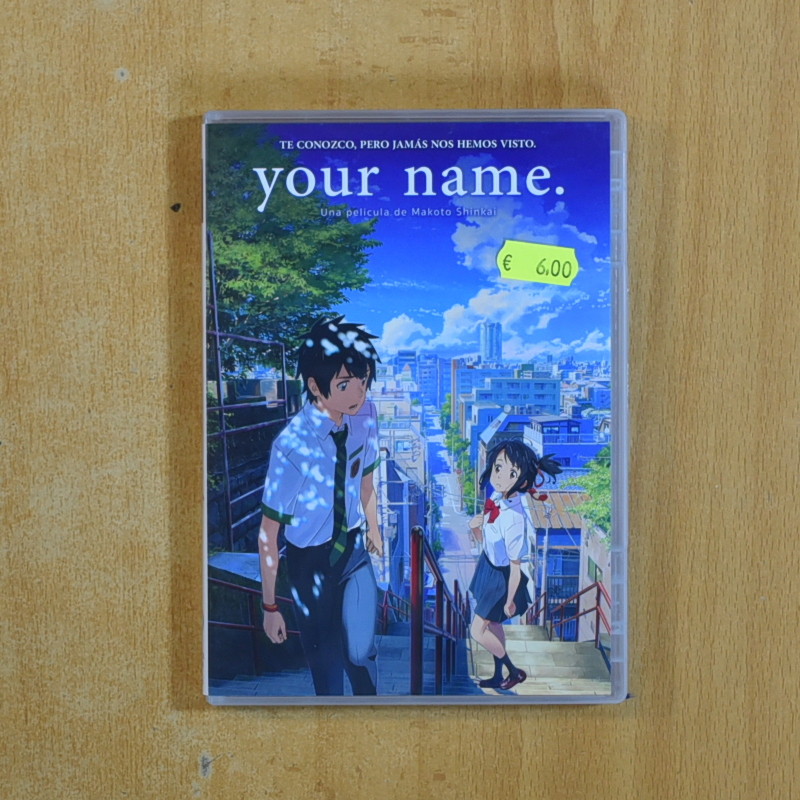 TE CONOZCO, PERO JAMÁS NOS HEMOS VISTO.
your name.
Una película de Makoto Shinkai
€ 6,00